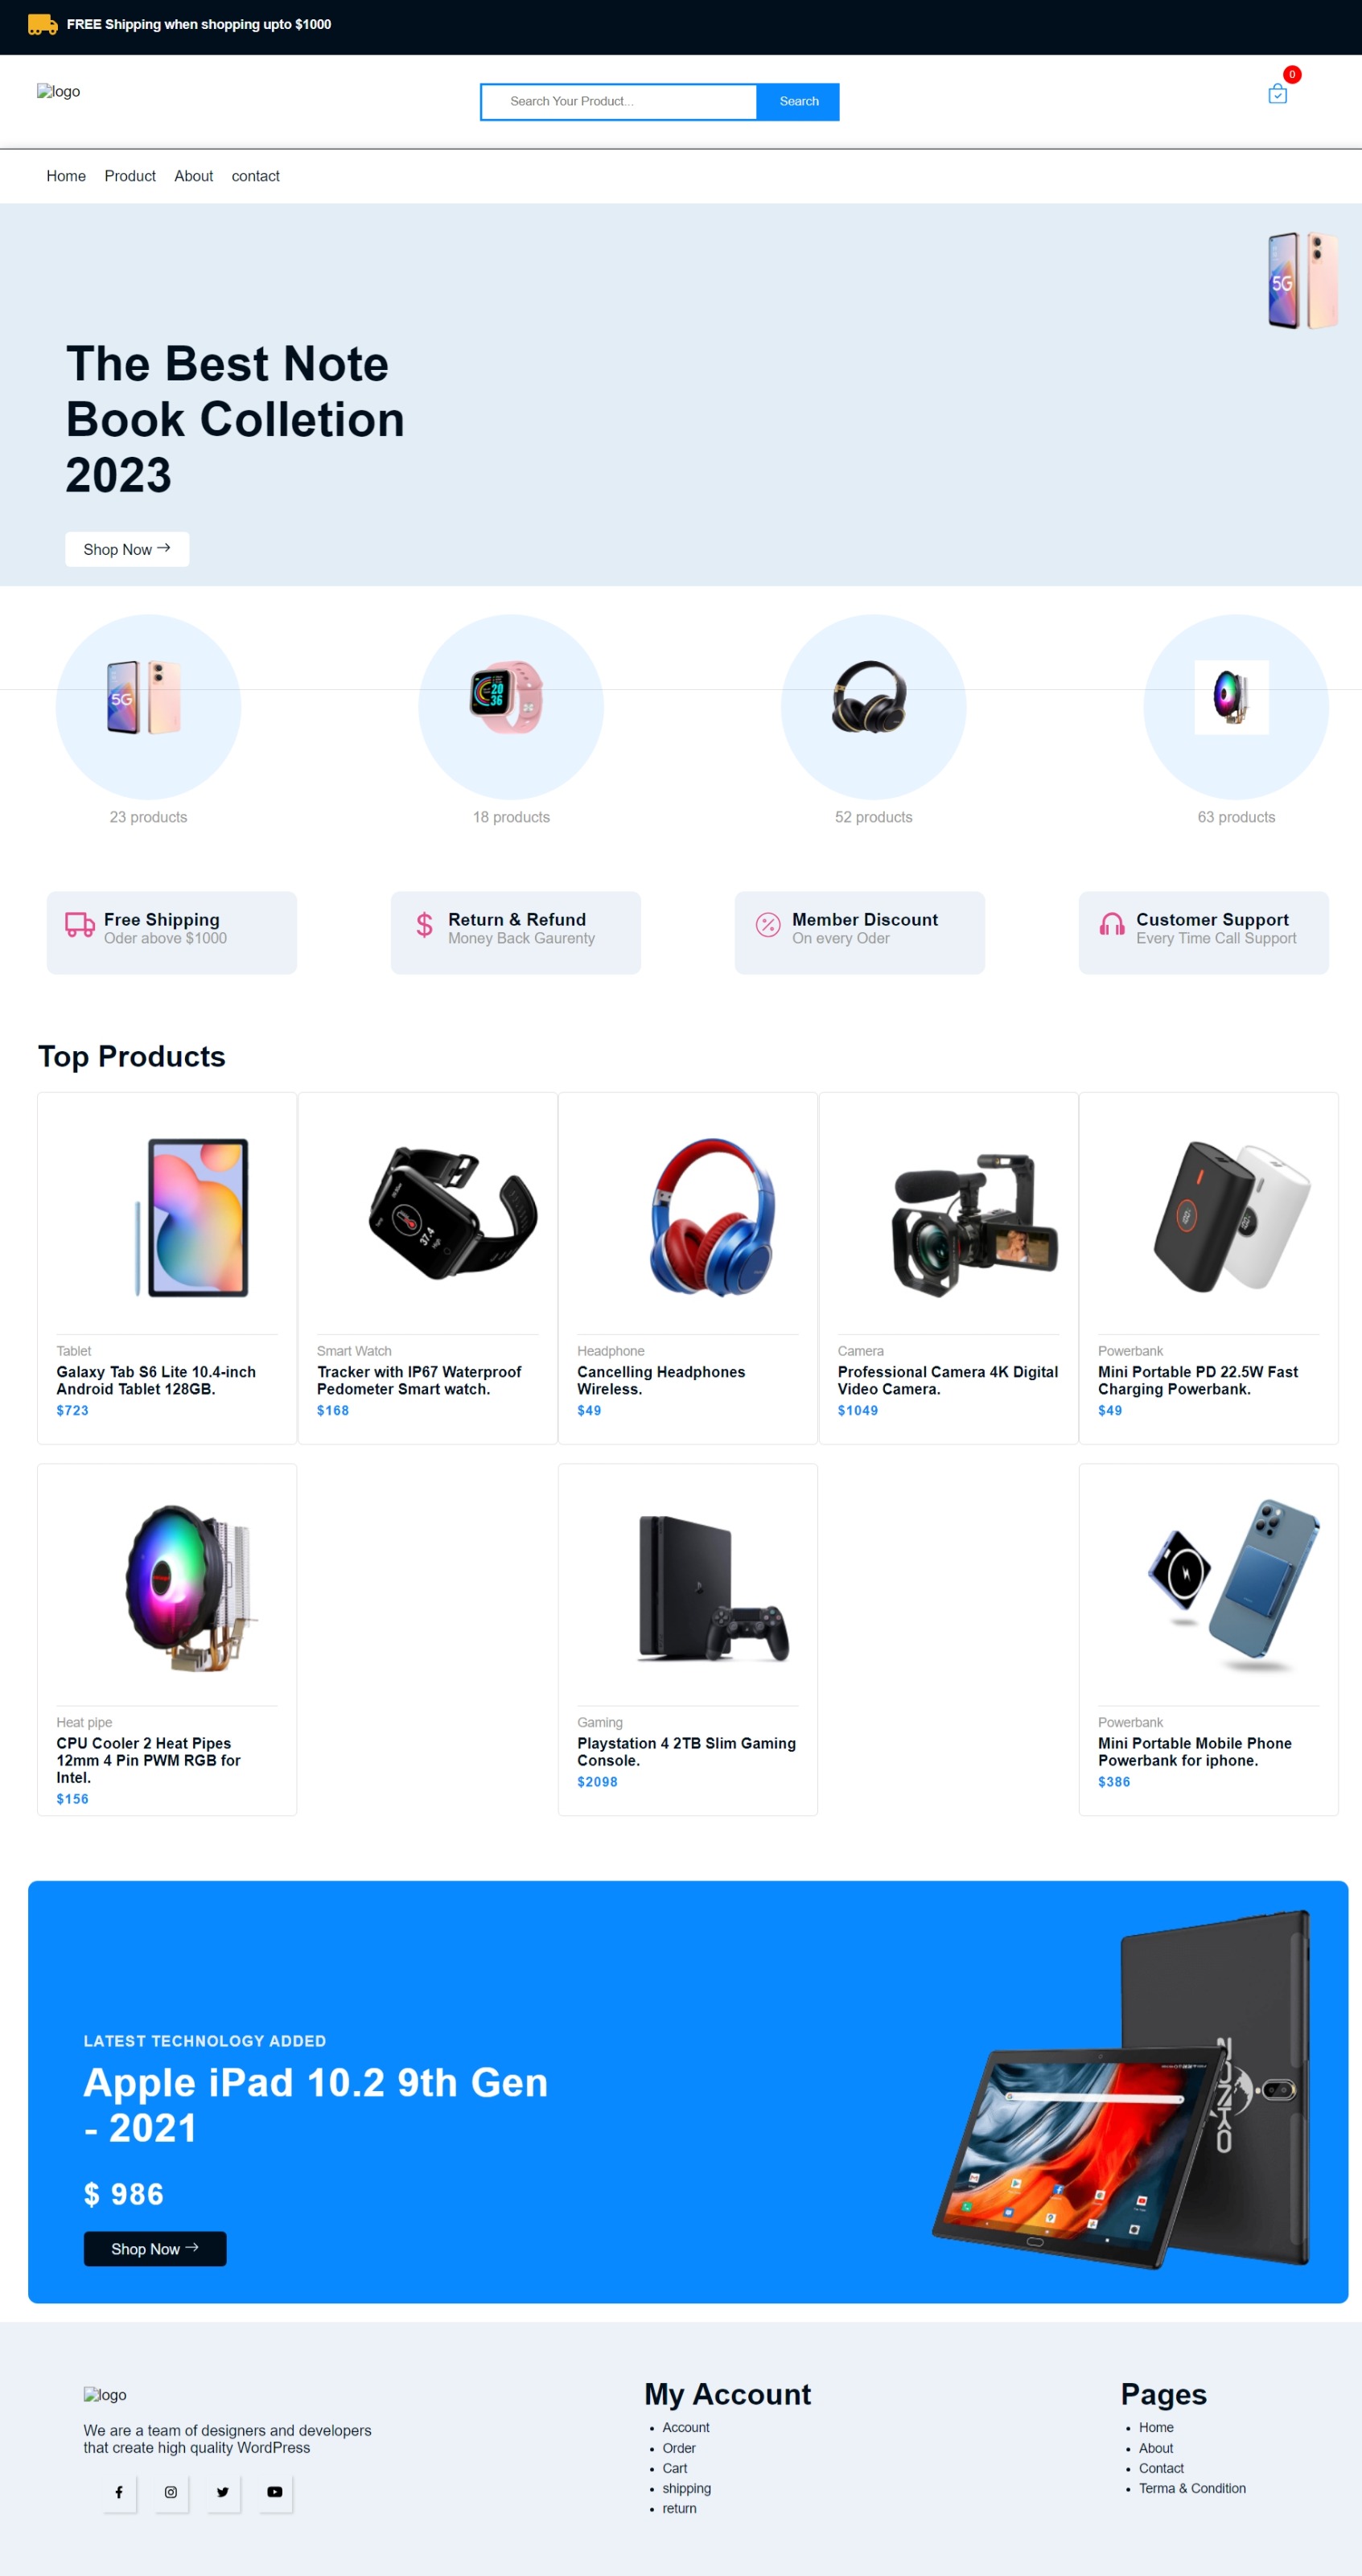 FREE Shipping when shopping upto $1000
logo
Search Your Product...
Search
0
Home Product About contact
5G
The Best Note
Book Colletion
2023
Shop Now
5G
20
36
23 products
18 products
52 products
63 products
Free Shipping
Oder above $1000
Return & Refund
Money Back Gaurenty
Member Discount
On every Oder
Customer Support
Every Time Call Support
Top Products
37.4
Tablet
Galaxy Tab S6 Lite 10.4-inch
Android Tablet 128GB.
$723
Smart Watch
Tracker with IP67 Waterproof
Pedometer Smart watch.
$168
Headphone
Cancelling Headphones
Wireless.
$49
Camera
Professional Camera 4K Digital
Video Camera.
$1049
Powerbank
Mini Portable PD 22.5W Fast
Charging Powerbank.
$49
Heat pipe
CPU Cooler 2 Heat Pipes
12mm 4 Pin PWM RGB for
Intel.
$156
Gaming
Playstation 4 2TB Slim Gaming
Console.
$2098
Powerbank
Mini Portable Mobile Phone
Powerbank for iphone.
$386
LATEST TECHNOLOGY ADDED
Apple iPad 10.2 9th Gen
- 2021
$ 986
Shop Now
logo
We are a team of designers and developers
that create high quality WordPress
My Account
Account
Order
Cart
shipping
return
Pages
Home
About
Contact
Terma & Condition